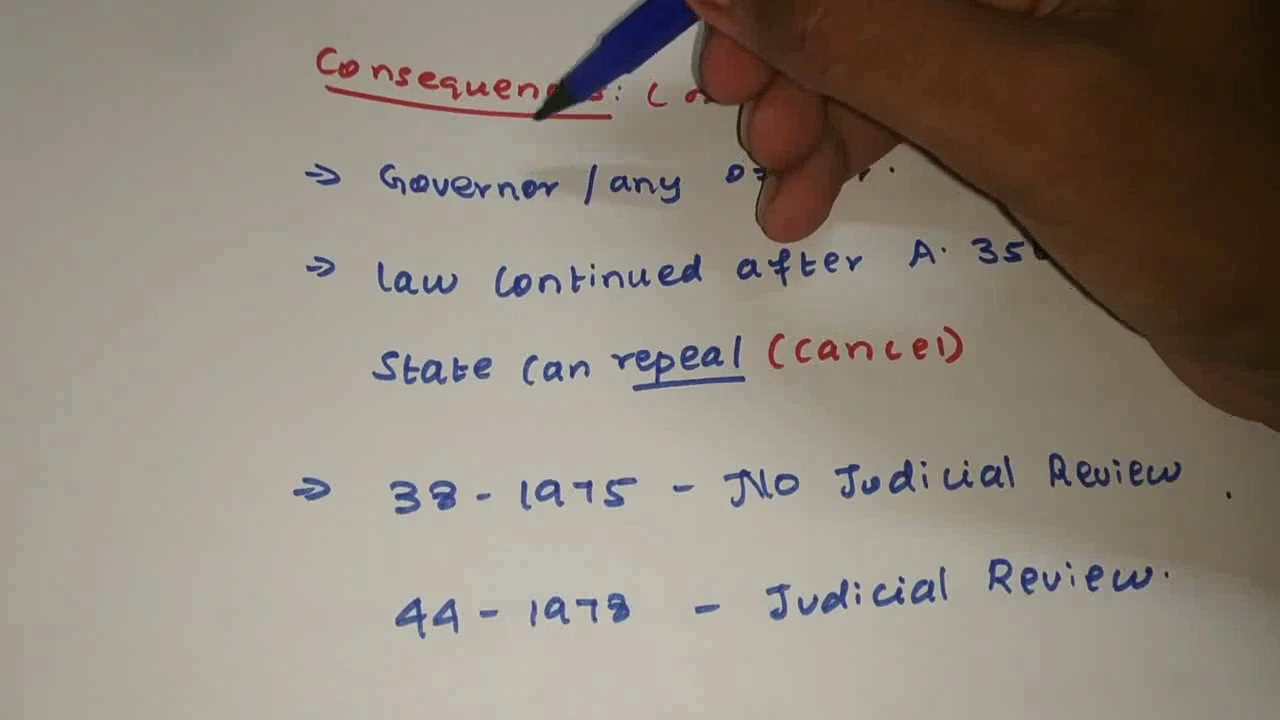 Consequences: (
→ Governor / any
→ Law continued after A. 35
State can repeal (cancel)
→ 38 - 1975 - No Judicial Review
44 - 1978 - Judicial Review.